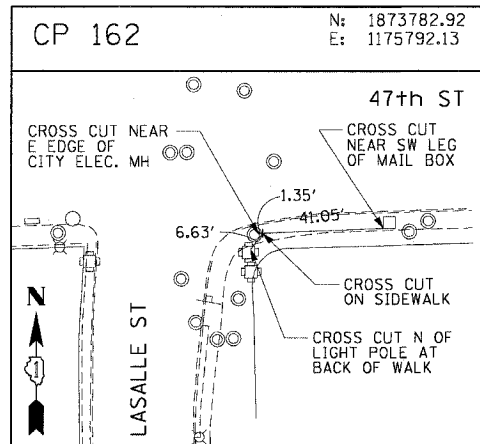 CP 162
N: 1873782.92
E: 1175792.13
47th ST
CROSS CUT NEAR
E EDGE OF
CITY ELEC. MH
CROSS CUT
NEAR SW LEG
OF MAIL BOX
1.35'
41.05'
6.63'
CROSS CUT
ON SIDEWALK
CROSS CUT N OF
LIGHT POLE AT
BACK OF WALK
N
1
LASALLE ST